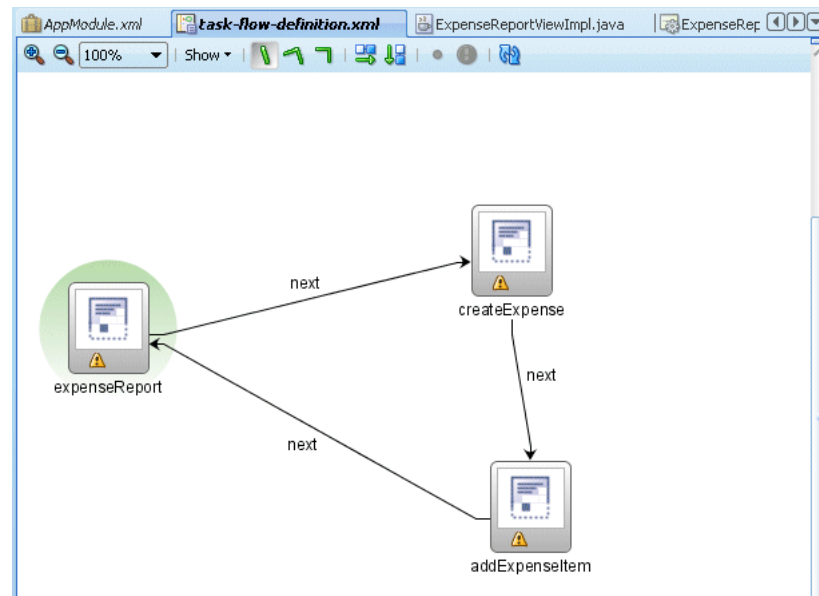 AppModule.xml task-flow-definition.xml ExpenseReportViewImpl.java ExpenseRep
100% Show
next
createExpense
expenseReport
next
next
addExpenseItem